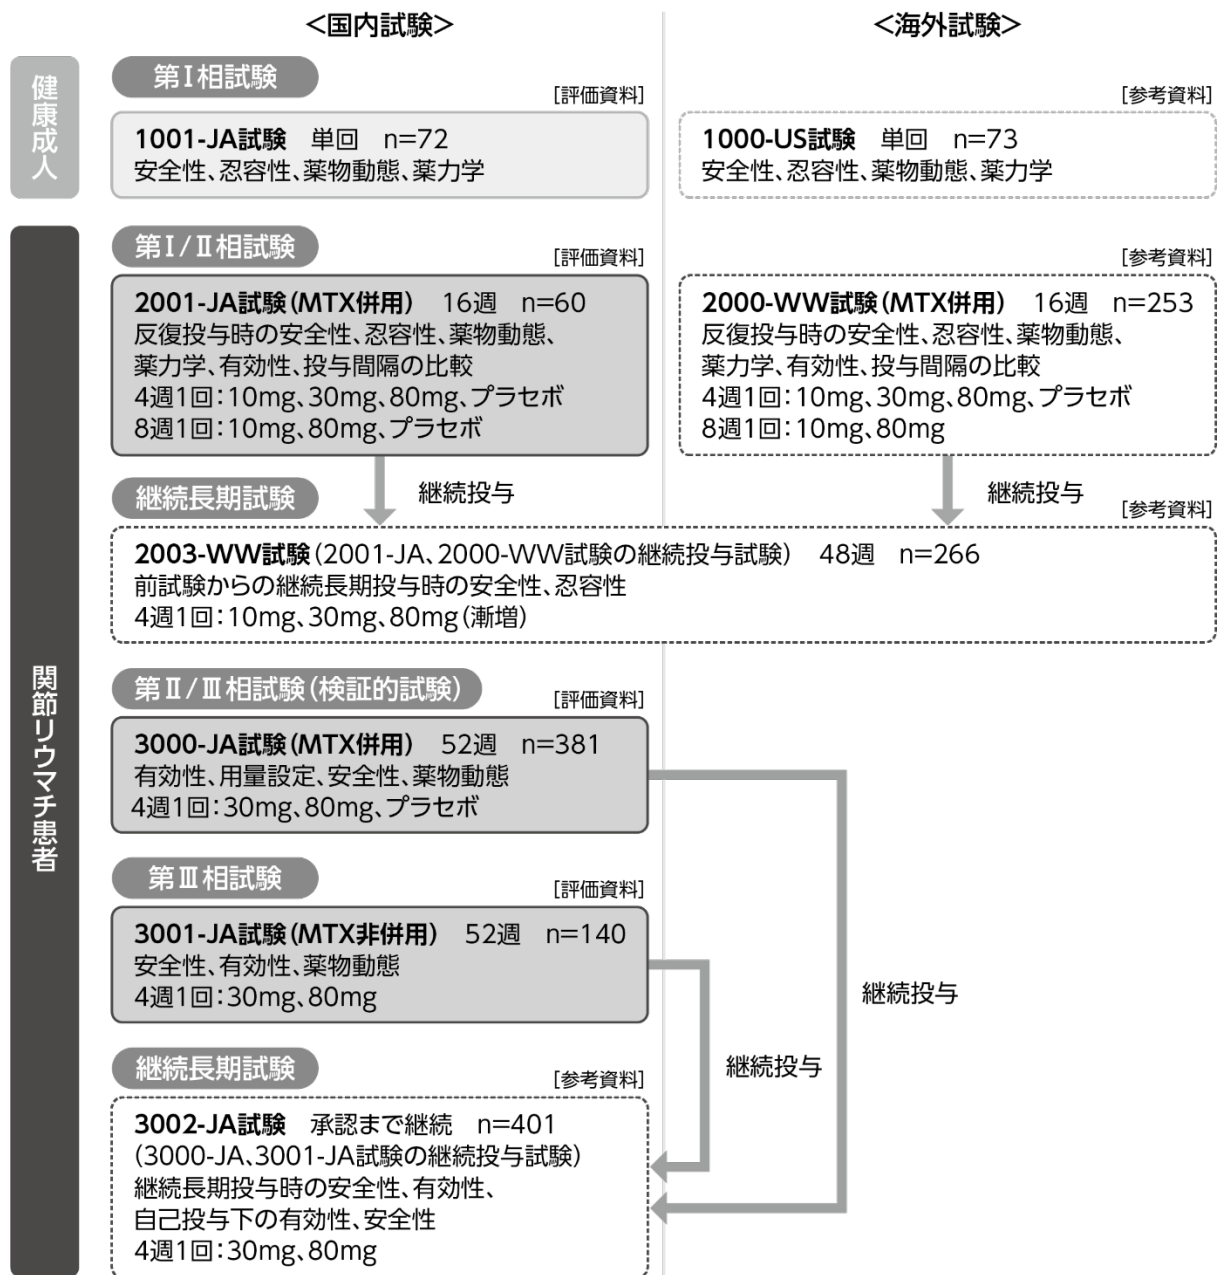 ＜国内試験＞
＜海外試験＞
健康成人
第Ⅰ相試験
[評価資料]
1001-JA試験　単回　n=72
安全性、忍容性、薬物動態、薬力学
[参考資料]
1000-US試験　単回　n=73
安全性、忍容性、薬物動態、薬力学
関節リウマチ患者
第Ⅰ/Ⅱ相試験
[評価資料]
2001-JA試験（MTX併用）　16週　n=60
反復投与時の安全性、忍容性、薬物動態、
薬力学、有効性、投与間隔の比較
4週1回：10mg、30mg、80mg、プラセボ
8週1回：10mg、80mg、プラセボ
[参考資料]
2000-WW試験（MTX併用）　16週　n=253
反復投与時の安全性、忍容性、薬物動態、
薬力学、有効性、投与間隔の比較
4週1回：10mg、30mg、80mg、プラセボ
8週1回：10mg、80mg
継続投与
継続投与
継続長期試験
[参考資料]
2003-WW試験（2001-JA、2000-WW試験の継続投与試験）　48週　n=266
前試験からの継続長期投与時の安全性、忍容性
4週1回：10mg、30mg、80mg（漸増）
第Ⅱ/Ⅲ相試験（検証的試験）
[評価資料]
3000-JA試験（MTX併用）　52週　n=381
有効性、用量設定、安全性、薬物動態
4週1回：30mg、80mg、プラセボ
第Ⅲ相試験
[評価資料]
3001-JA試験（MTX非併用）　52週　n=140
安全性、有効性、薬物動態
4週1回：30mg、80mg
継続投与
継続投与
継続長期試験
[参考資料]
3002-JA試験　承認まで継続　n=401
（3000-JA、3001-JA試験の継続投与試験）
継続長期投与時の安全性、有効性、
自己投与下の有効性、安全性
4週1回：30mg、80mg